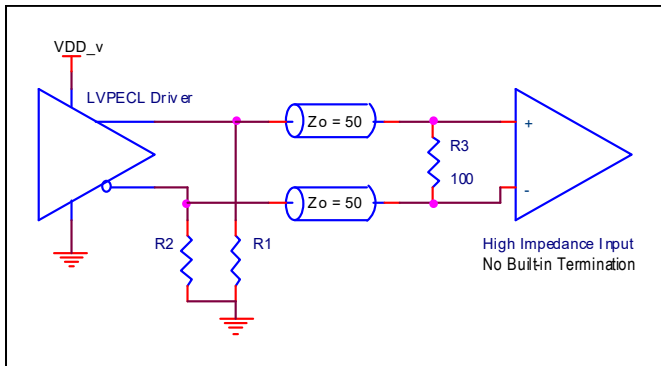 VDD_v
LVPECL Driver
Zo = 50
+
R3
100
Zo = 50
-
R2
R1
High Impedance Input
No Built-in Termination